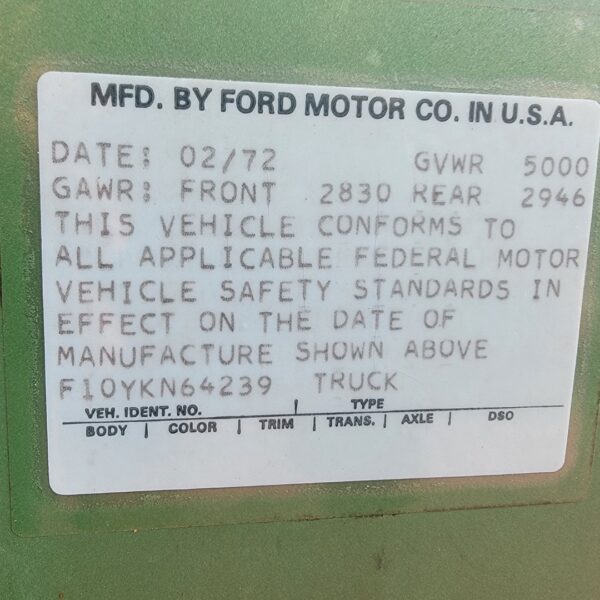 MFD. BY FORD MOTOR CO. IN U.S.A.
DATE: 02/72 GVWR 5000
GAWR: FRONT 2830 REAR 2946
THIS VEHICLE CONFORMS TO
ALL APPLICABLE FEDERAL MOTOR
VEHICLE SAFETY STANDARDS IN
EFFECT ON THE DATE OF
MANUFACTURE SHOWN ABOVE
F10YKN64239 TRUCK
VEH. IDENT. NO. | TYPE
BODY | COLOR | TRIM | TRANS. | AXLE | DSO